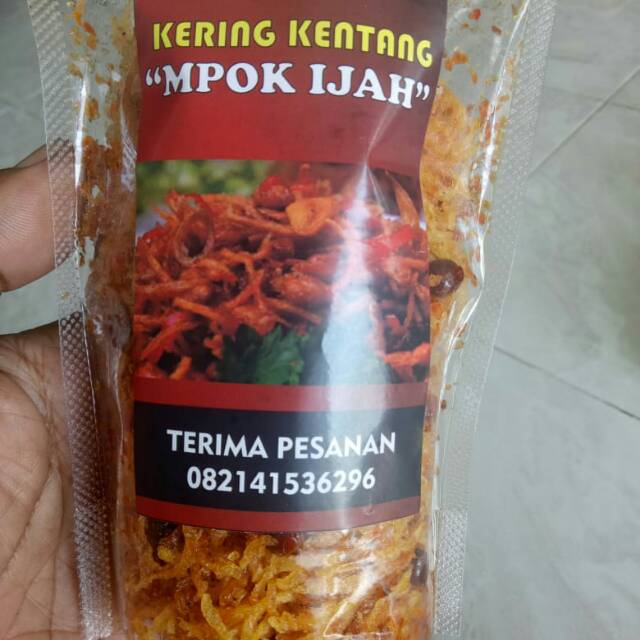 KERING KENTANG
"MPOK IJAH"
TERIMA PESANAN
082141536296